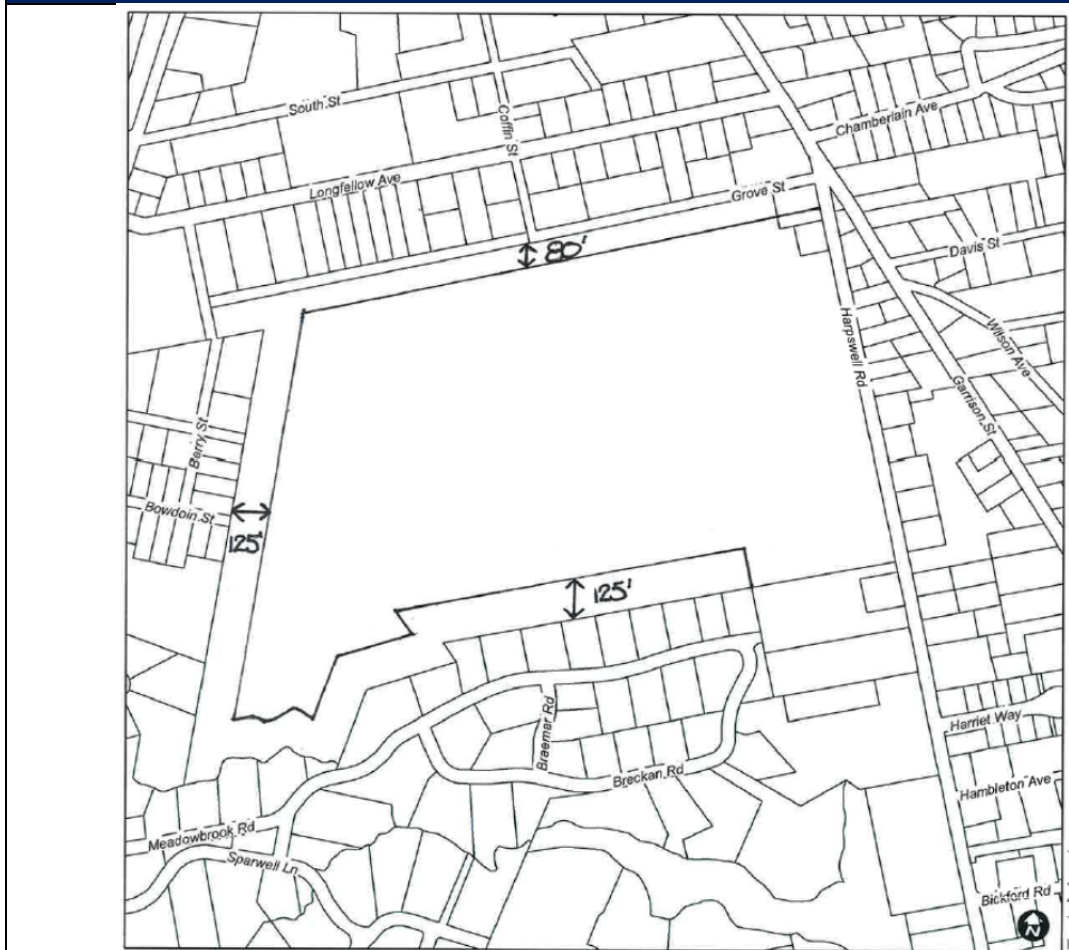 South St
Coffin St
Chamberlain Ave
Longfellow Ave
Grove St
80'
Davis St
Harpswell Rd
Wilson Ave
Garrison St
Berry St
Bowdoin St
125'
125'
Braemar Rd
Harriet Way
Breckan Rd
Hambleton Ave
Meadowbrook Rd
Sparwell Ln
Bickford Rd
N